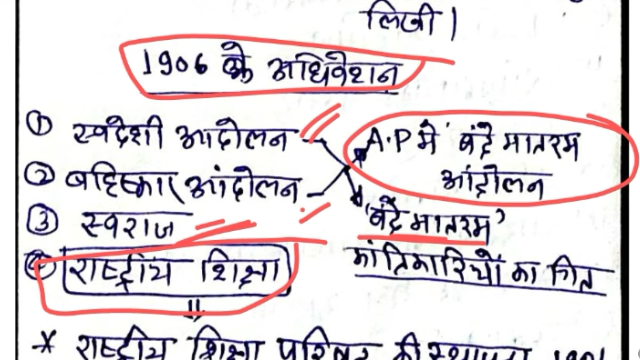 लिखी।
1906 के अधिवेशन
① स्वदेशी आंदोलन
② बहिष्कार आंदोलन
③ स्वराज
④ राष्ट्रीय शिक्षा
A.P में 'वंदे मातरम
आंदोलन
'वंदे मातरम'
क्रांतिकारियों का गित
* राष्ट्रीय शिक्षा परिषद की स्थापना